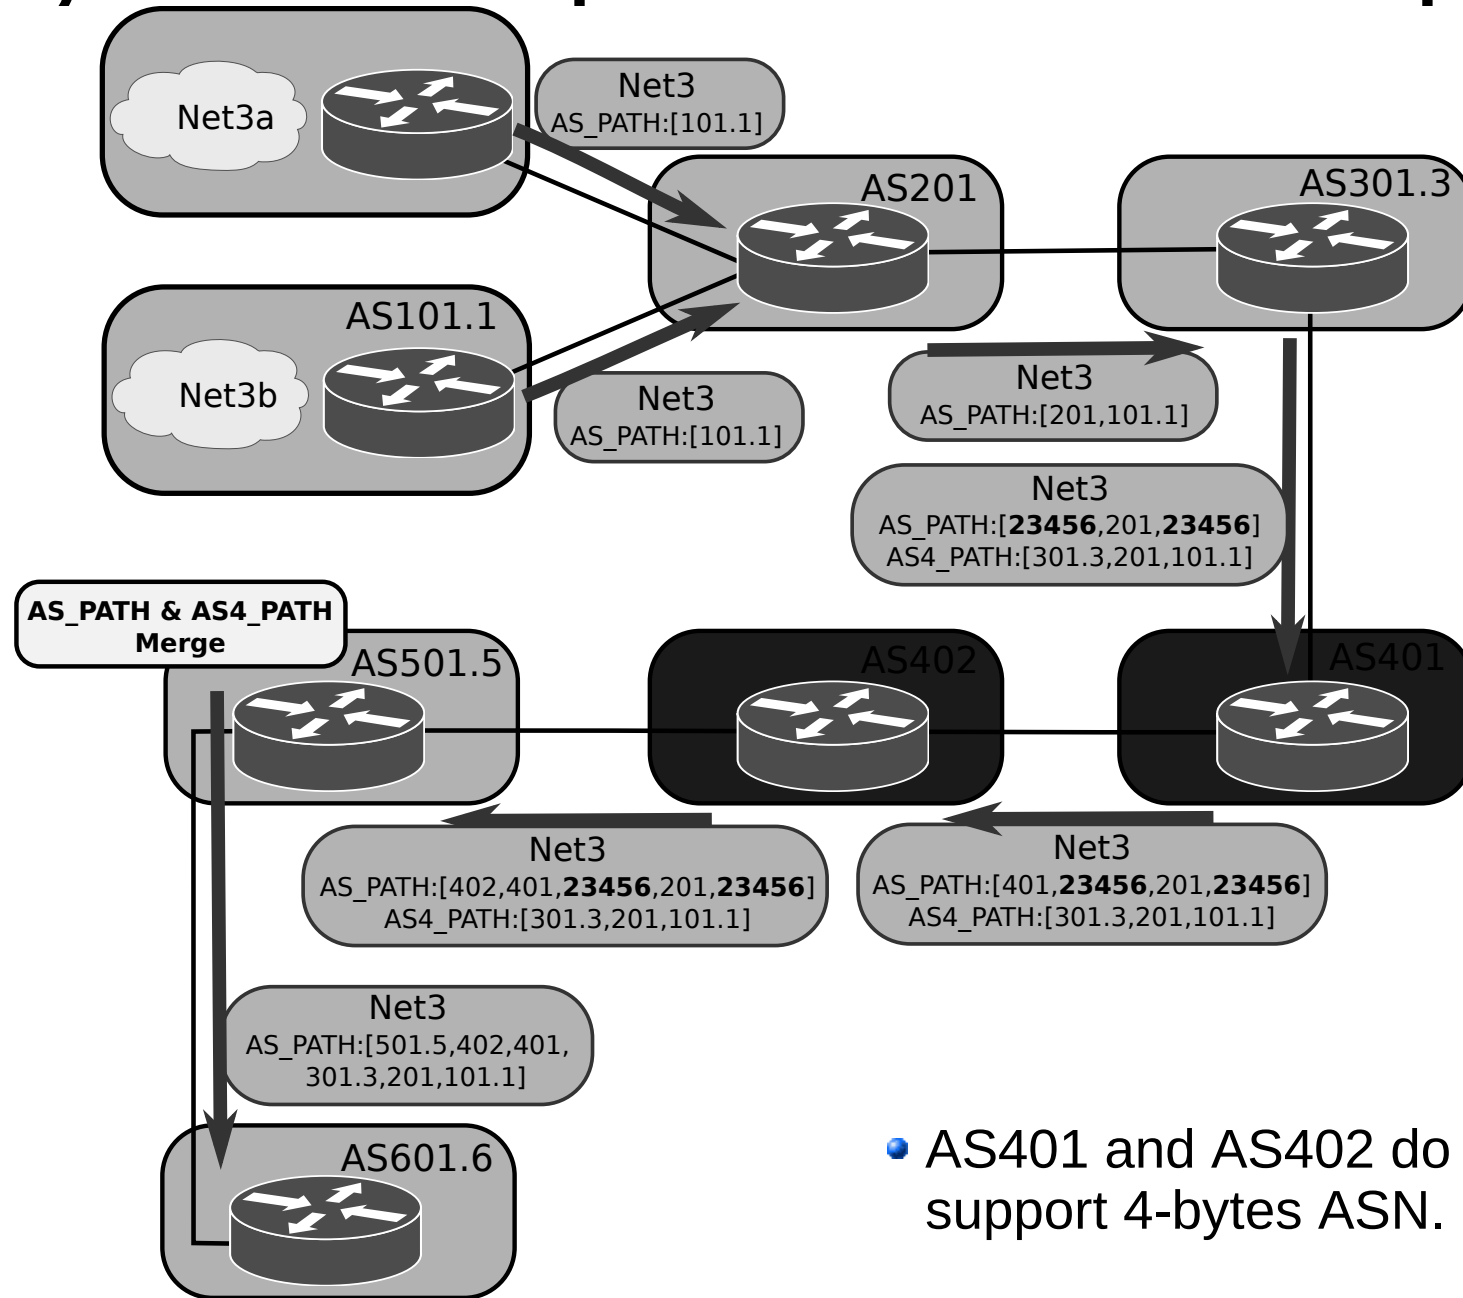 Net3a
Net3
AS_PATH:[101.1]
AS201
AS301.3
AS101.1
Net3b
Net3
AS_PATH:[101.1]
Net3
AS_PATH:[201,101.1]
Net3
AS_PATH:[23456,201,23456]
AS4_PATH:[301.3,201,101.1]
AS_PATH & AS4_PATH
Merge
AS501.5
AS402
AS401
Net3
AS_PATH:[402,401,23456,201,23456]
AS4_PATH:[301.3,201,101.1]
Net3
AS_PATH:[401,23456,201,23456]
AS4_PATH:[301.3,201,101.1]
Net3
AS_PATH:[501.5,402,401,
301.3,201,101.1]
AS601.6
AS401 and AS402 do
support 4-bytes ASN.